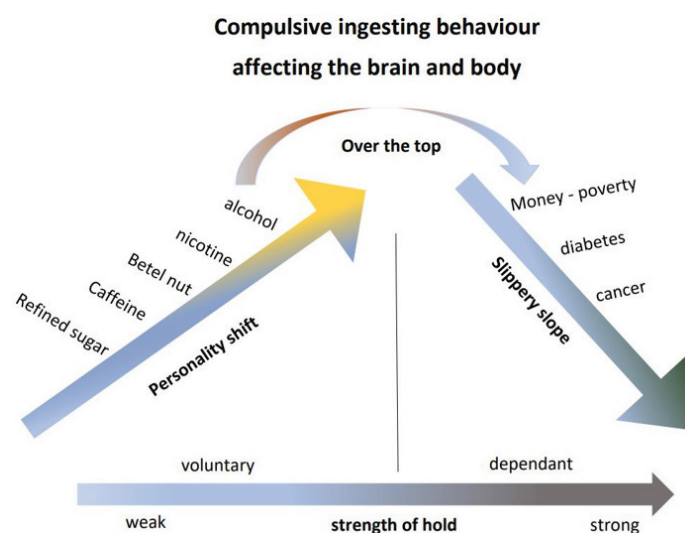 Compulsive ingesting behaviour
affecting the brain and body
Over the top
alcohol
nicotine
Betel nut
Caffeine
Refined sugar
Personality shift
Money - poverty
diabetes
cancer
Slippery slope
voluntary
dependant
weak
strength of hold
strong